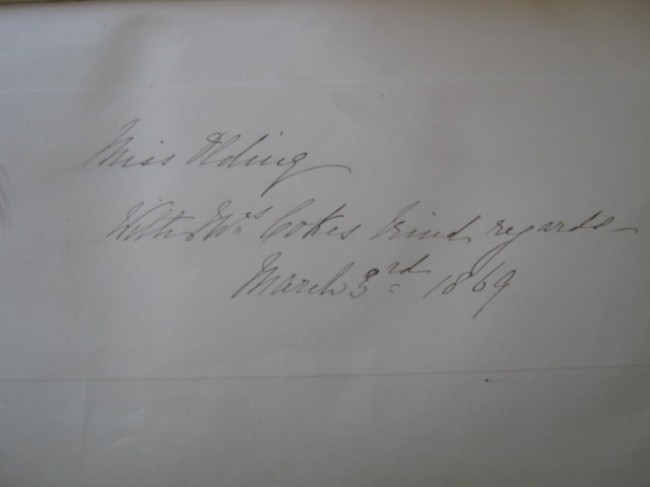 Miss Olding
With Mrs Cokes kind regards
March 3rd 1869